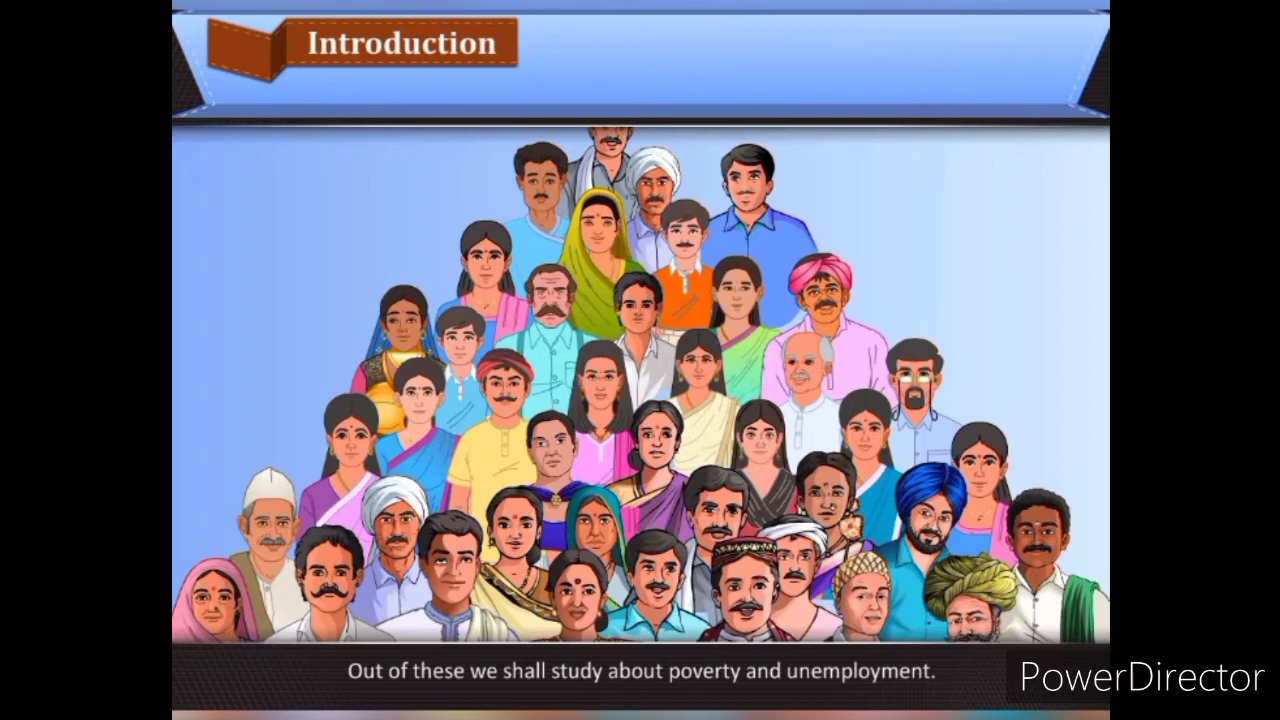 Introduction
Out of these we shall study about poverty and unemployment.
PowerDirector